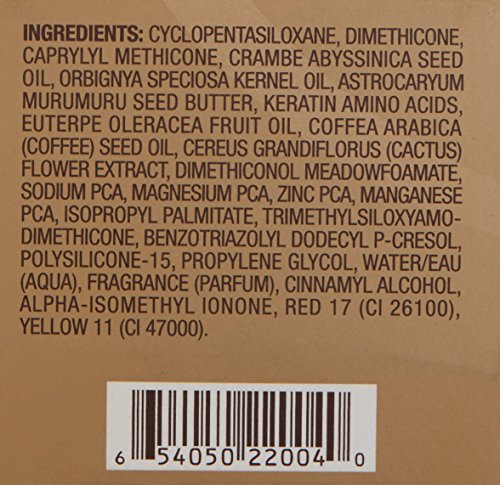 INGREDIENTS: CYCLOPENTASILOXANE, DIMETHICONE,
CAPRYLYL METHICONE, CRAMBE ABYSSINICA SEED
OIL, ORBIGNYA SPECIOSA KERNEL OIL, ASTROCARYUM
MURUMURU SEED BUTTER, KERATIN AMINO ACIDS,
EUTERPE OLERACEA FRUIT OIL, COFFEA ARABICA
(COFFEE) SEED OIL, CEREUS GRANDIFLORUS (CACTUS)
FLOWER EXTRACT, DIMETHICONOL MEADOWFOAMATE,
SODIUM PCA, MAGNESIUM PCA, ZINC PCA, MANGANESE
PCA, ISOPROPYL PALMITATE, TRIMETHYLSILOXYAMO-
DIMETHICONE, BENZOTRIAZOLYL DODECYL P-CRESOL,
POLYSILICONE-15, PROPYLENE GLYCOL, WATER/EAU
(AQUA), FRAGRANCE (PARFUM), CINNAMYL ALCOHOL,
ALPHA-ISOMETHYL IONONE, RED 17 (CI 26100),
YELLOW 11 (CI 47000).
6 54050 22004 0